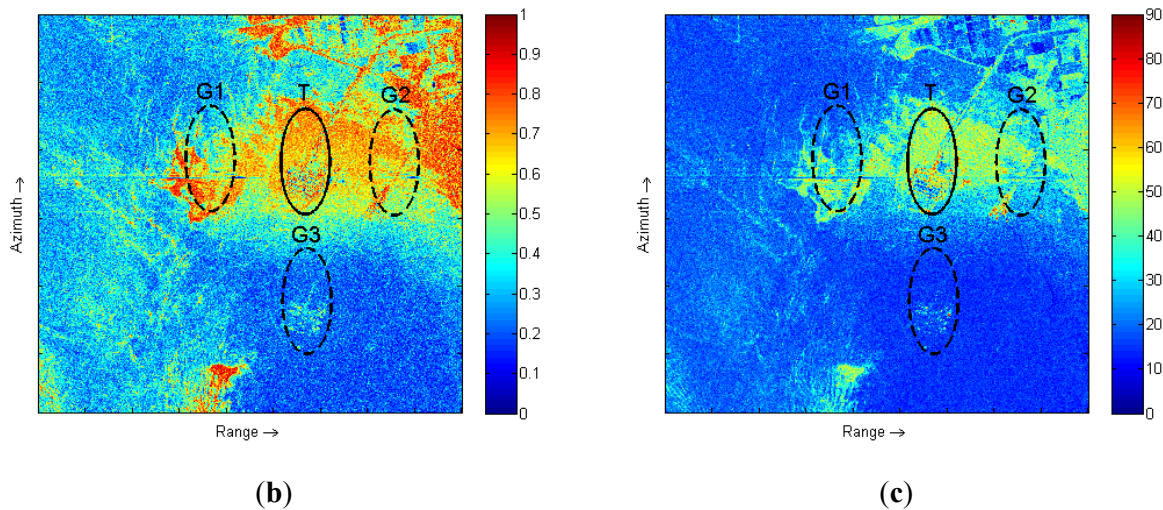 G1
T
G2
G3
Azimuth →
Range →
1
0.9
0.8
0.7
0.6
0.5
0.4
0.3
0.2
0.1
0
(b)
G1
T
G2
G3
Azimuth →
Range →
90
80
70
60
50
40
30
20
10
0
(c)